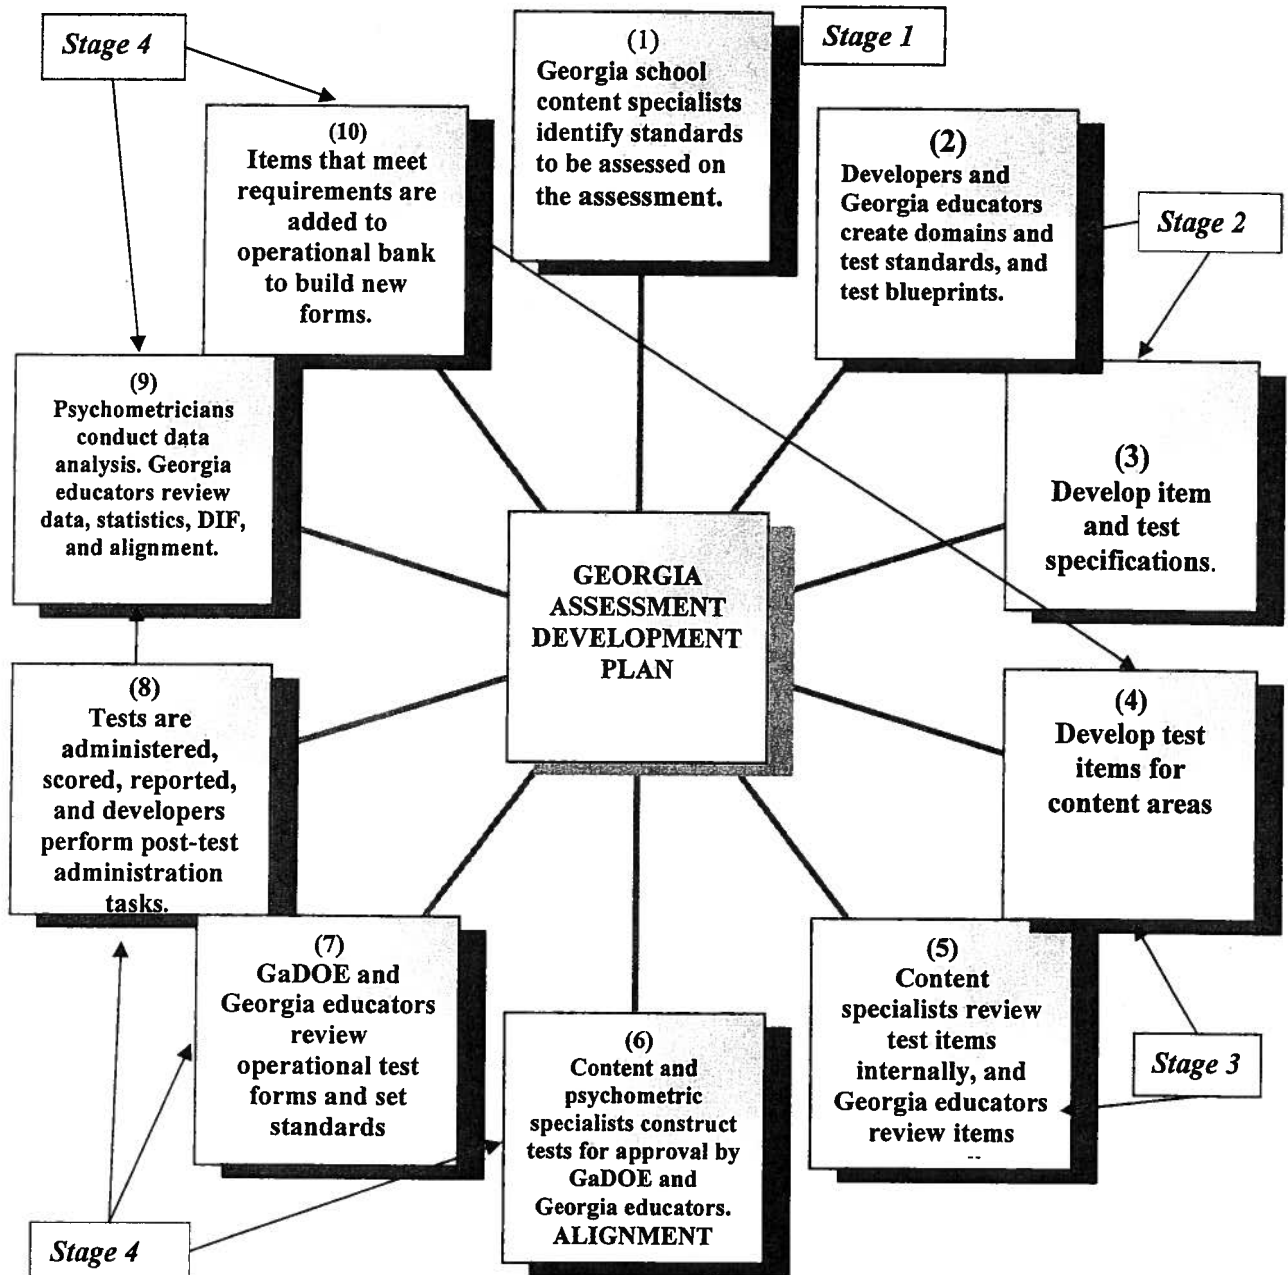 Stage 4
Stage 1
(1)
Georgia school
content specialists
identify standards
to be assessed on
the assessment.
(2)
Developers and
Georgia educators
create domains and
test standards, and
test blueprints.
Stage 2
(3)
Develop item
and test
specifications.
(4)
Develop test
items for
content areas
(5)
Content
specialists review
test items
internally, and
Georgia educators
review items
Stage 3
(6)
Content and
psychometric
specialists construct
tests for approval by
GaDOE and
Georgia educators.
ALIGNMENT
(7)
GaDOE and
Georgia educators
review
operational test
forms and set
standards
Stage 4
(8)
Tests are
administered,
scored, reported,
and developers
perform post-test
administration
tasks.
(9)
Psychometricians
conduct data
analysis. Georgia
educators review
data, statistics, DIF,
and alignment.
(10)
Items that meet
requirements are
added to
operational bank
to build new
forms.
GEORGIA
ASSESSMENT
DEVELOPMENT
PLAN